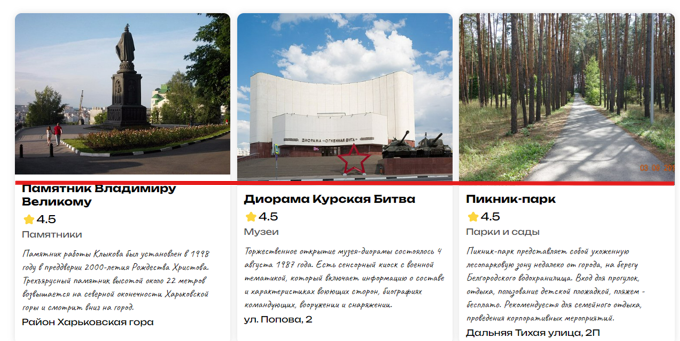 ДИОРАМА "ОГНЕННАЯ ДУГА"
Памятник Владимиру
Великому
4.5
Памятники
Памятник работы Клыкова был установлен в 1998
году в преддверии 2000-летия Рождества Христова.
Трехъярусный памятник высотой около 22 метров
возвышается на северной оконечности Харьковской
горы и смотрит вниз на город.
Район Харьковская гора
Диорама Курская Битва
4.5
Музеи
Торжественное открытие музея-диорамы состоялось 4
августа 1987 года. Есть сенсорный киоск с военной
тематикой, который включает информацию о составе
и характеристиках воюющих сторон, биографиях
командующих, вооружении и снаряжении.
ул. Попова, 2
Пикник-парк
4.5
Парки и сады
Пикник-парк представляет собой ухоженную
лесопарковую зону недалеко от города, на берегу
Белгородского водохранилища. Вход для прогулок,
отдыха, пользование детской площадкой, пляжем -
бесплато. Рекомендуется для семейного отдыха,
проведения корпоративных мероприятий.
Дальняя Тихая улица, 2П